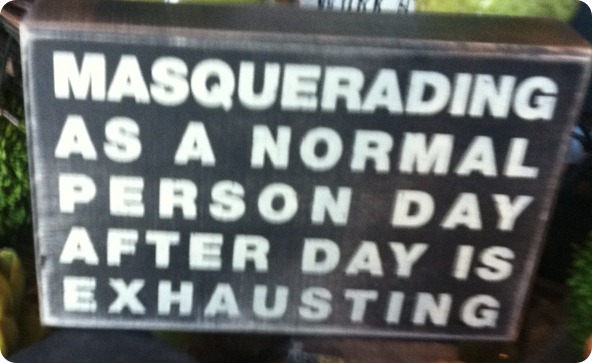 MASQUERADING
AS A NORMAL
PERSON DAY
AFTER DAY IS
EXHAUSTING